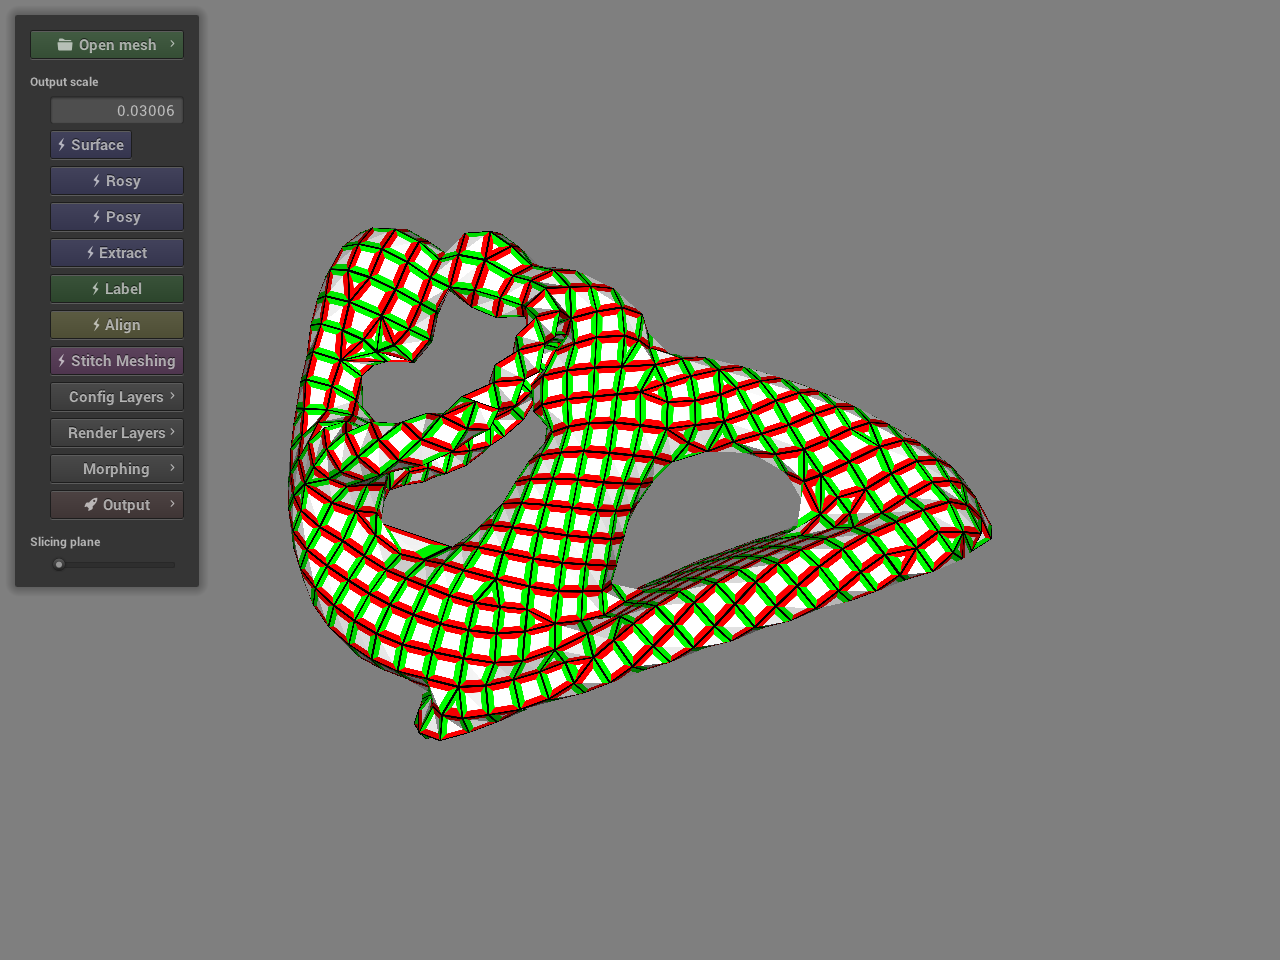 Open mesh
Output scale
0.03006
Surface
Rosy
Posy
Extract
Label
Align
Stitch Meshing
Config Layers
Render Layers
Morphing
Output
Slicing plane